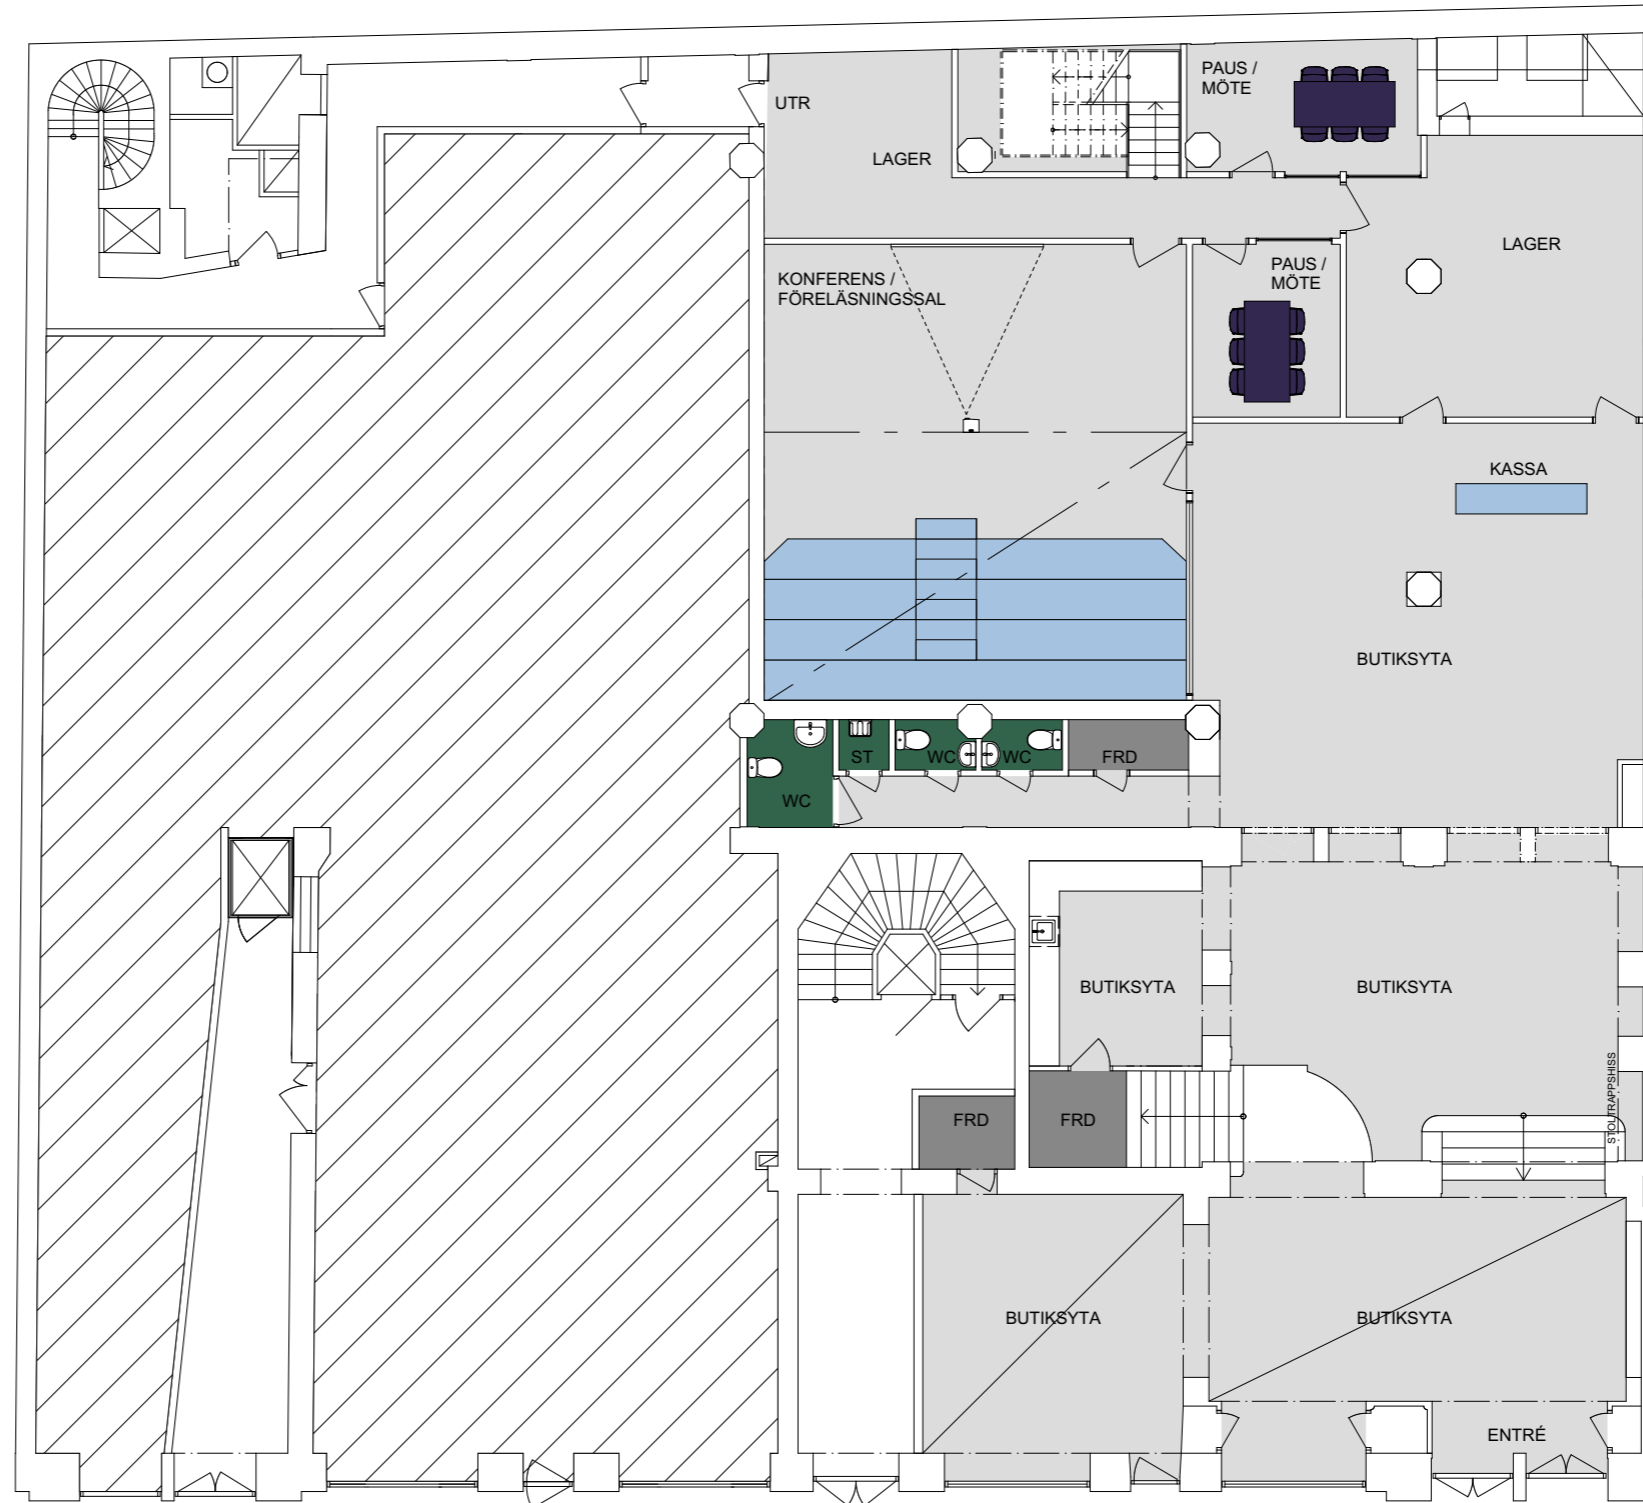 PAUS /
MÖTE
UTR
LAGER
LAGER
PAUS /
MÖTE
KONFERENS /
FÖRELÄSNINGSSAL
KASSA
BUTIKSYTA
ST
WC
WC
FRD
WC
BUTIKSYTA
BUTIKSYTA
STOLTRAPPSHISS
FRD
FRD
BUTIKSYTA
BUTIKSYTA
ENTRÉ